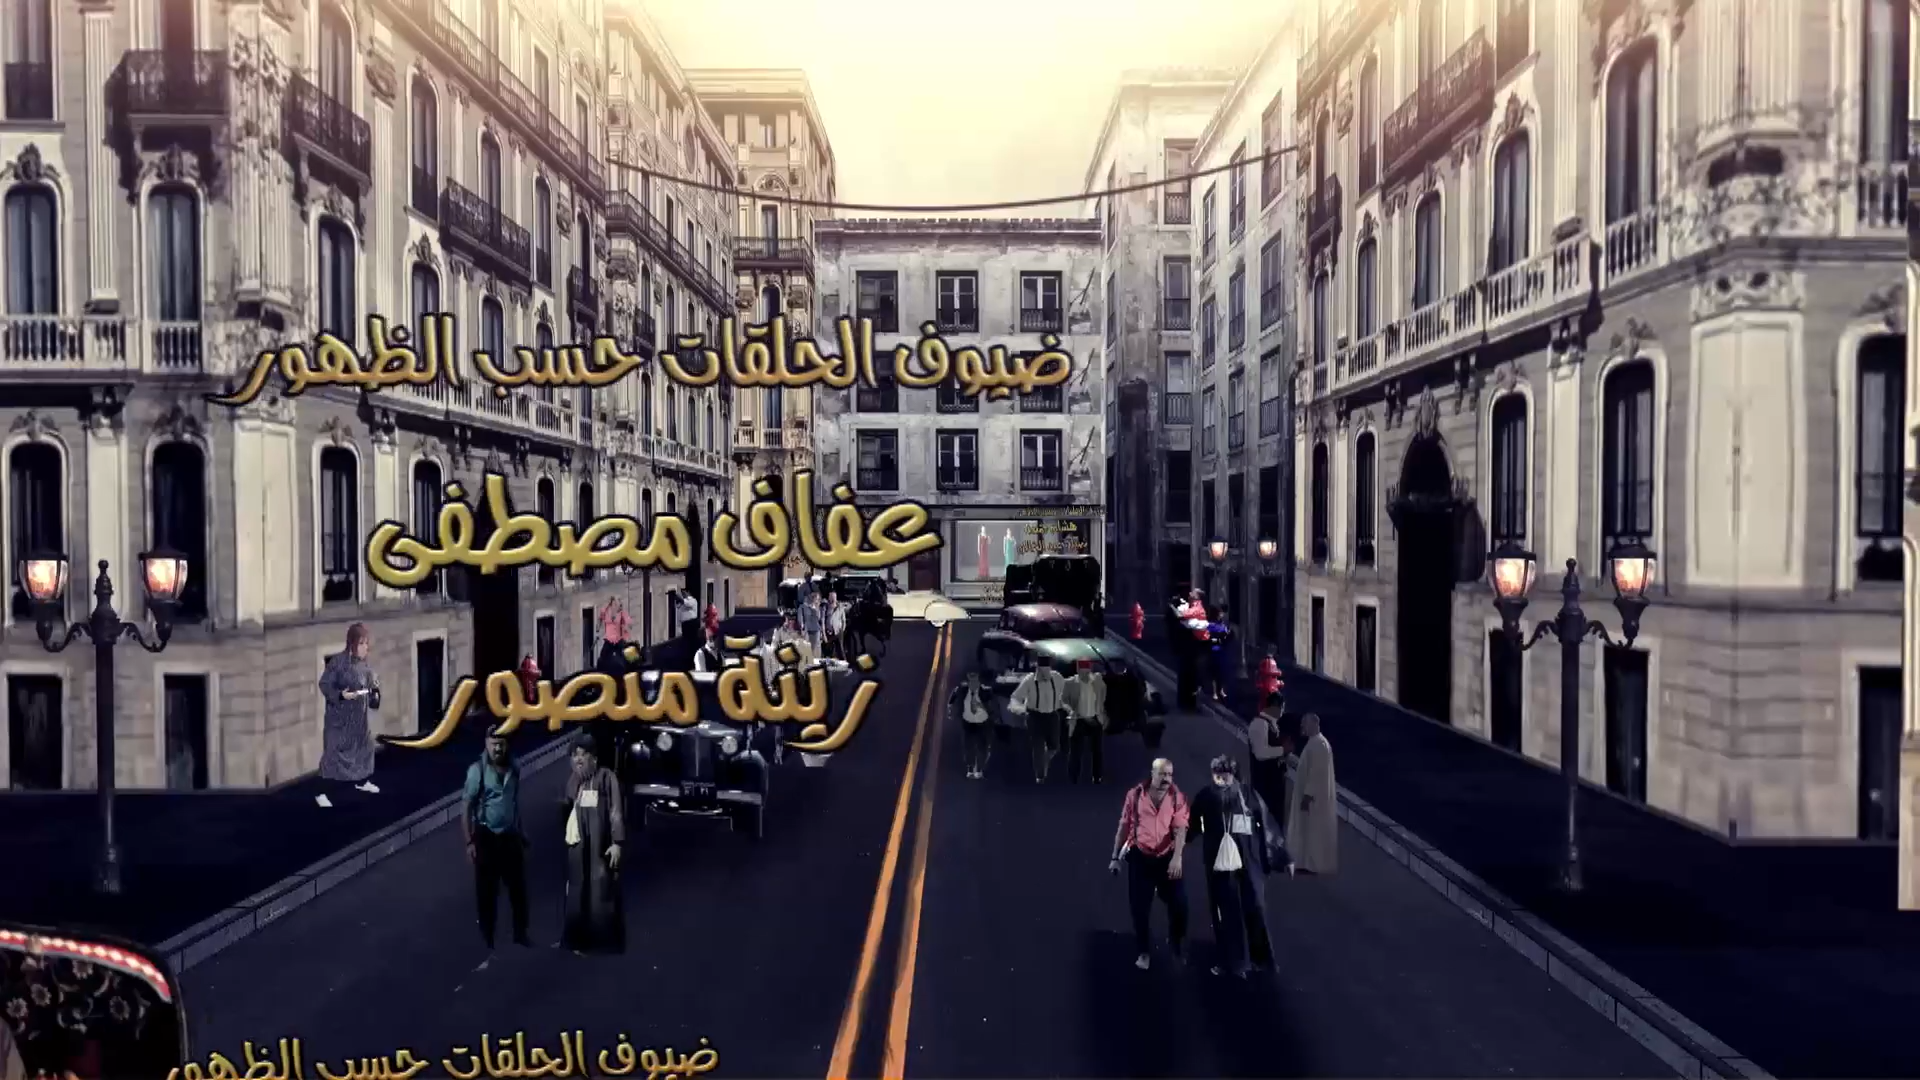 ضيوف الحلقات حسب الظهور
عفاف مصطفى
زينة منصور
ضيوف الحلقات حسب الظهور